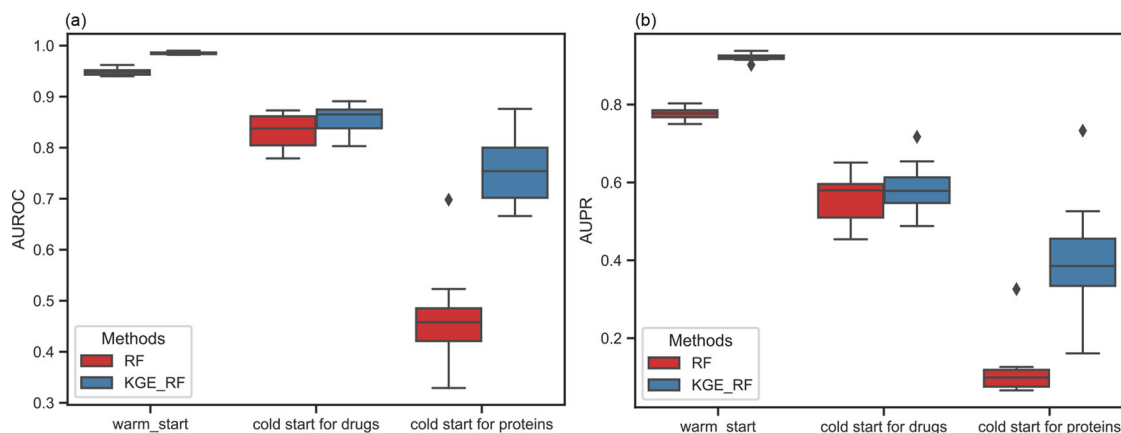 (a)
AUROC
1.0
0.9
0.8
0.7
0.6
0.5
0.4
0.3
Methods
RF
KGE_RF
warm_start
cold start for drugs
cold start for proteins
(b)
AUPR
0.8
0.6
0.4
0.2
Methods
RF
KGE_RF
warm start
cold start for drugs
cold start for proteins